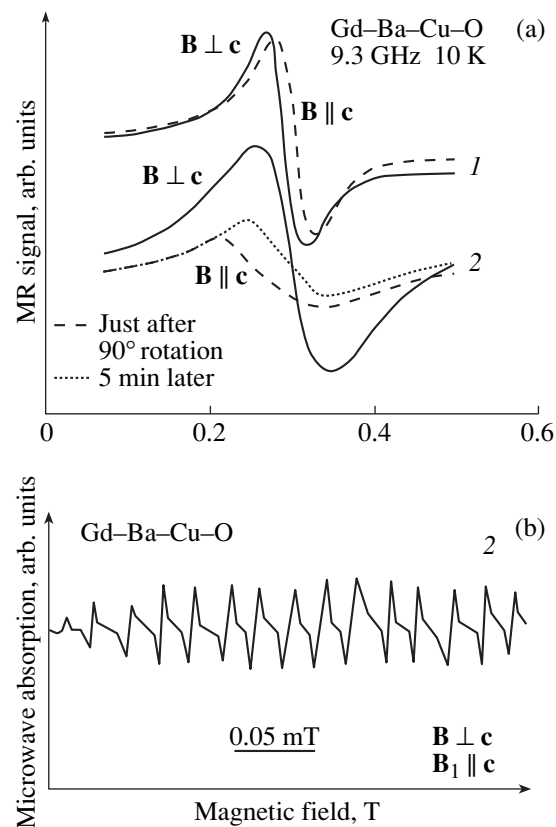 (a)
Gd–Ba–Cu–O
9.3 GHz 10 K
B ⊥ c
B || c
B ⊥ c
1
2
B || c
Just after
90° rotation
5 min later
MR signal, arb. units
0 0.2 0.4 0.6
(b)
Gd–Ba–Cu–O
2
0.05 mT
B ⊥ c
B₁ || c
Microwave absorption, arb. units
Magnetic field, T